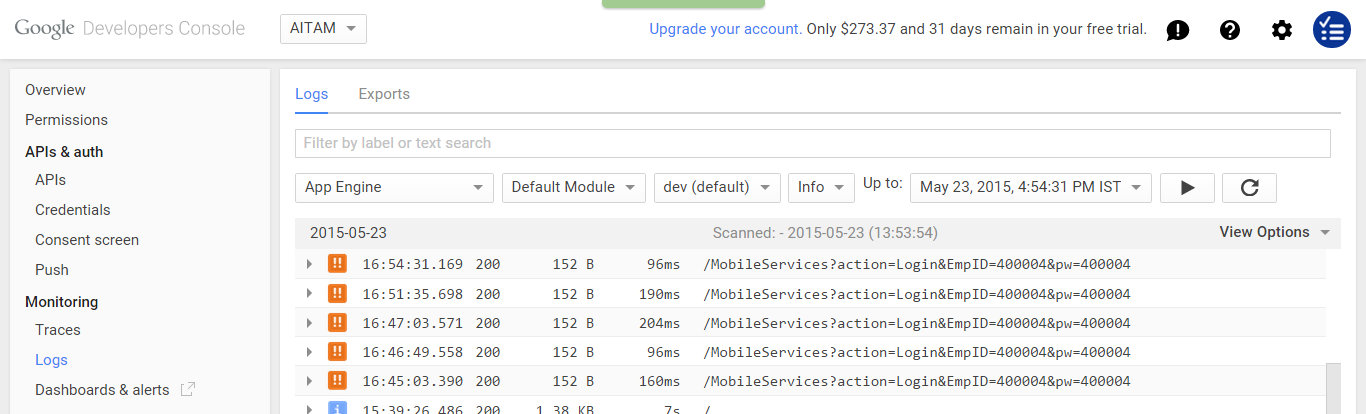 Google Developers Console AITAM Upgrade your account. Only $273.37 and 31 days remain in your free trial.
Overview
Permissions
APIs & auth
APIs
Credentials
Consent screen
Push
Monitoring
Traces
Logs
Dashboards & alerts
Logs Exports
Filter by label or text search
App Engine Default Module dev (default) Info Up to: May 23, 2015, 4:54:31 PM IST
2015-05-23 Scanned: - 2015-05-23 (13:53:54) View Options
!! 16:54:31.169 200 152 B 96ms /MobileServices?action=Login&EmpID=400004&pw=400004
!! 16:51:35.698 200 152 B 190ms /MobileServices?action=Login&EmpID=400004&pw=400004
!! 16:47:03.571 200 152 B 204ms /MobileServices?action=Login&EmpID=400004&pw=400004
!! 16:46:49.558 200 152 B 96ms /MobileServices?action=Login&EmpID=400004&pw=400004
!! 16:45:03.390 200 152 B 160ms /MobileServices?action=Login&EmpID=400004&pw=400004
i 15:39:26.486 200 1.38 KB 7s /